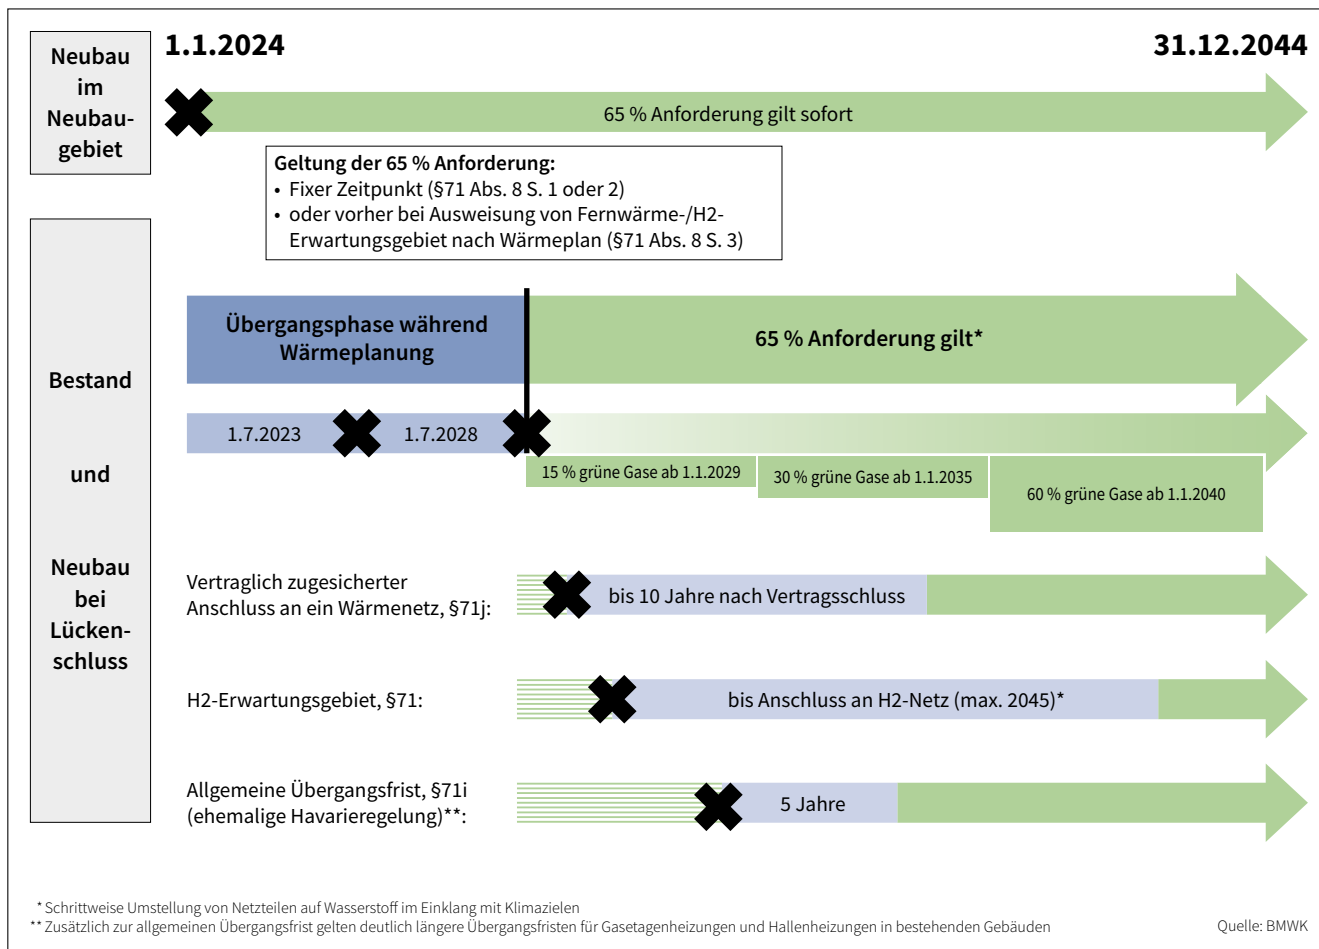 Neubau
im
Neubau-
gebiet
1.1.2024
31.12.2044
65 % Anforderung gilt sofort
Geltung der 65 % Anforderung:
• Fixer Zeitpunkt (§71 Abs. 8 S. 1 oder 2)
• oder vorher bei Ausweisung von Fernwärme-/H2-
Erwartungsgebiet nach Wärmeplan (§71 Abs. 8 S. 3)
Bestand
und
Neubau
bei
Lücken-
schluss
Übergangsphase während
Wärmeplanung
65 % Anforderung gilt*
1.7.2023
1.7.2028
15 % grüne Gase ab 1.1.2029
30 % grüne Gase ab 1.1.2035
60 % grüne Gase ab 1.1.2040
Vertraglich zugesicherter
Anschluss an ein Wärmenetz, §71j:
bis 10 Jahre nach Vertragsschluss
H2-Erwartungsgebiet, §71:
bis Anschluss an H2-Netz (max. 2045)*
Allgemeine Übergangsfrist, §71i
(ehemalige Havarieregelung)**:
5 Jahre
* Schrittweise Umstellung von Netzteilen auf Wasserstoff im Einklang mit Klimazielen
** Zusätzlich zur allgemeinen Übergangsfrist gelten deutlich längere Übergangsfristen für Gasetagenheizungen und Hallenheizungen in bestehenden Gebäuden
Quelle: BMWK